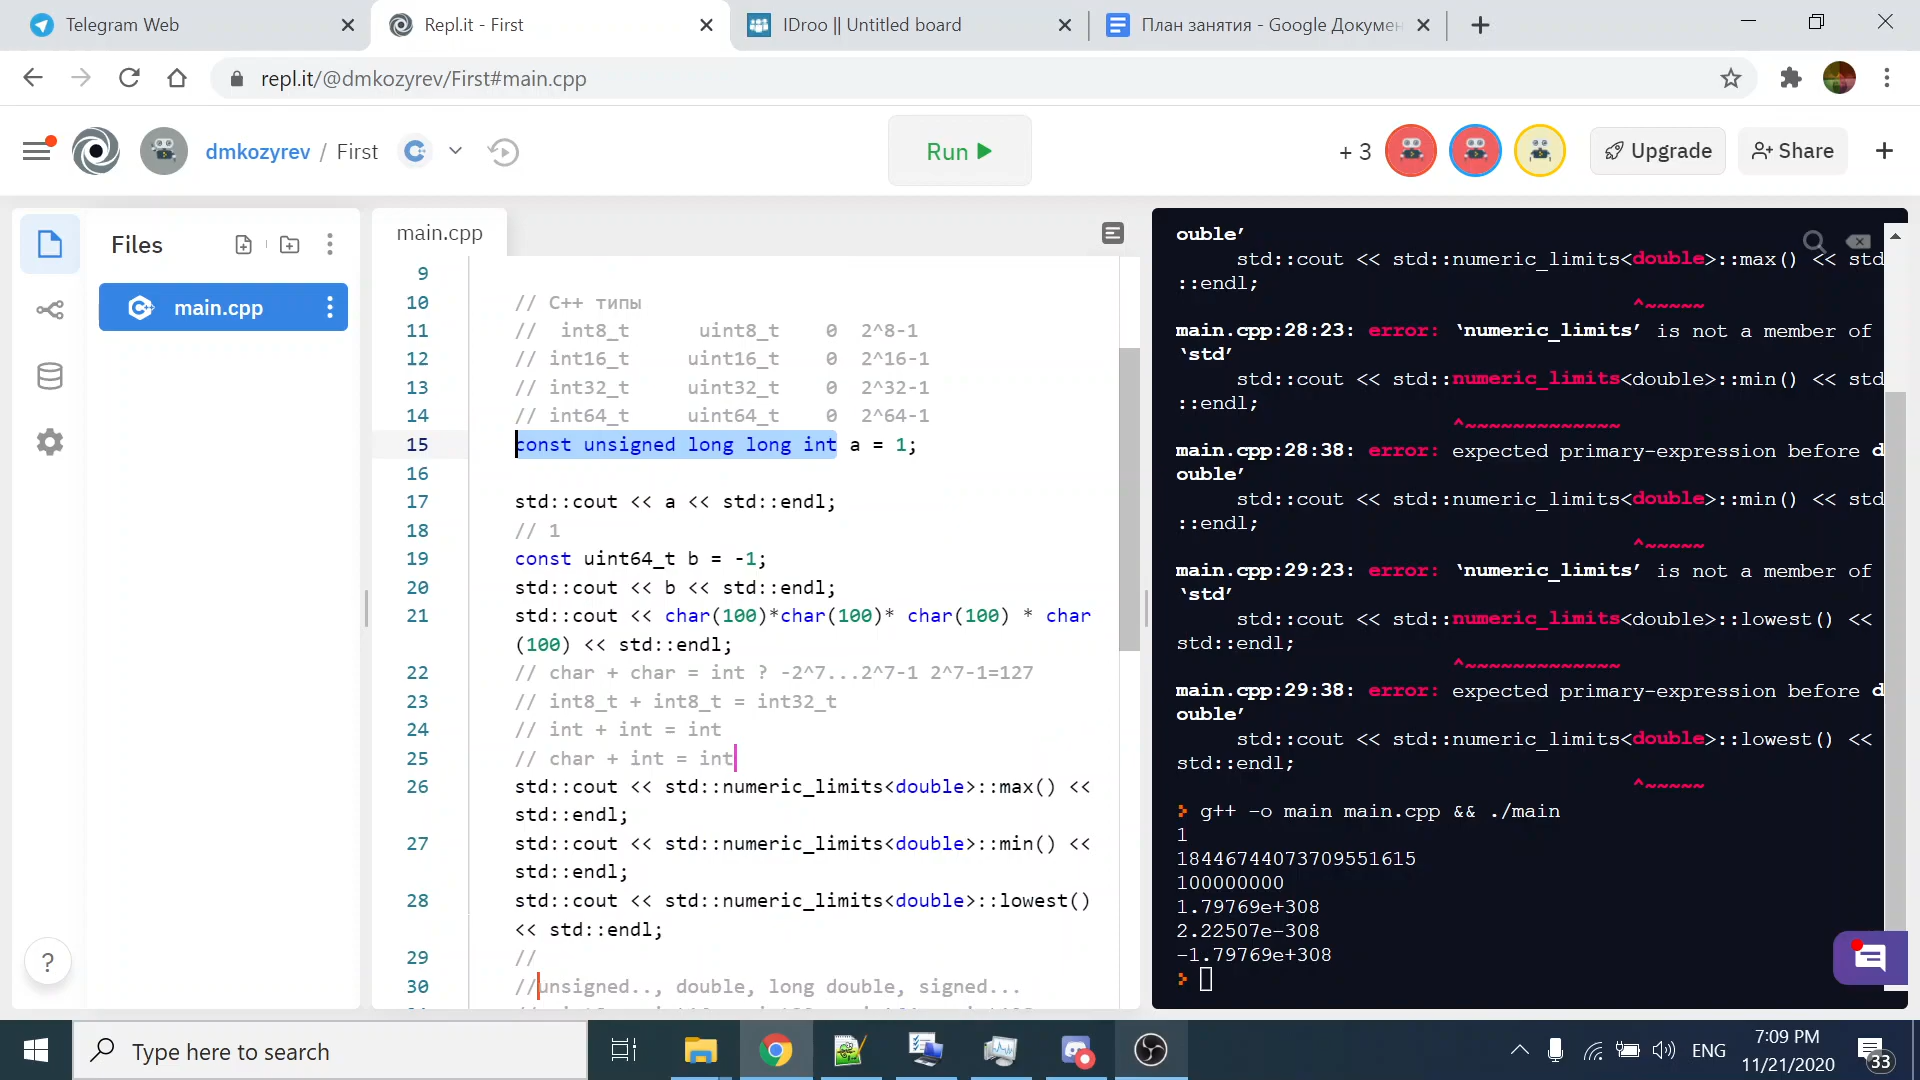 Telegram Web
Repl.it - First
IDroo || Untitled board
План занятия - Google Докумен
repl.it/@dmkozyrev/First#main.cpp
dmkozyrev / First
Run
+ 3
Upgrade
Share
Files
main.cpp
main.cpp
9
10 // C++ типы
11 //  int8_t      uint8_t    0  2^8-1
12 // int16_t     uint16_t    0  2^16-1
13 // int32_t     uint32_t    0  2^32-1
14 // int64_t     uint64_t    0  2^64-1
15 const unsigned long long int a = 1;
16
17 std::cout << a << std::endl;
18 // 1
19 const uint64_t b = -1;
20 std::cout << b << std::endl;
21 std::cout << char(100)*char(100)* char(100) * char
(100) << std::endl;
22 // char + char = int ? -2^7...2^7-1 2^7-1=127
23 // int8_t + int8_t = int32_t
24 // int + int = int
25 // char + int = int
26 std::cout << std::numeric_limits<double>::max() <<
std::endl;
27 std::cout << std::numeric_limits<double>::min() <<
std::endl;
28 std::cout << std::numeric_limits<double>::lowest()
<< std::endl;
29 //
30 //unsigned.., double, long double, signed...
ouble’
std::cout << std::numeric_limits<double>::max() << std
::endl;
^~~~~~
main.cpp:28:23: error: ‘numeric_limits’ is not a member of
‘std’
std::cout << std::numeric_limits<double>::min() << std
::endl;
^~~~~~~~~~~~~~
main.cpp:28:38: error: expected primary-expression before d
ouble’
std::cout << std::numeric_limits<double>::min() << std
::endl;
^~~~~~
main.cpp:29:23: error: ‘numeric_limits’ is not a member of
‘std’
std::cout << std::numeric_limits<double>::lowest() <<
std::endl;
^~~~~~~~~~~~~~
main.cpp:29:38: error: expected primary-expression before d
ouble’
std::cout << std::numeric_limits<double>::lowest() <<
std::endl;
^~~~~~
g++ -o main main.cpp && ./main
1
18446744073709551615
100000000
1.79769e+308
2.22507e-308
-1.79769e+308
?
Type here to search
ENG
7:09 PM
11/21/2020
33